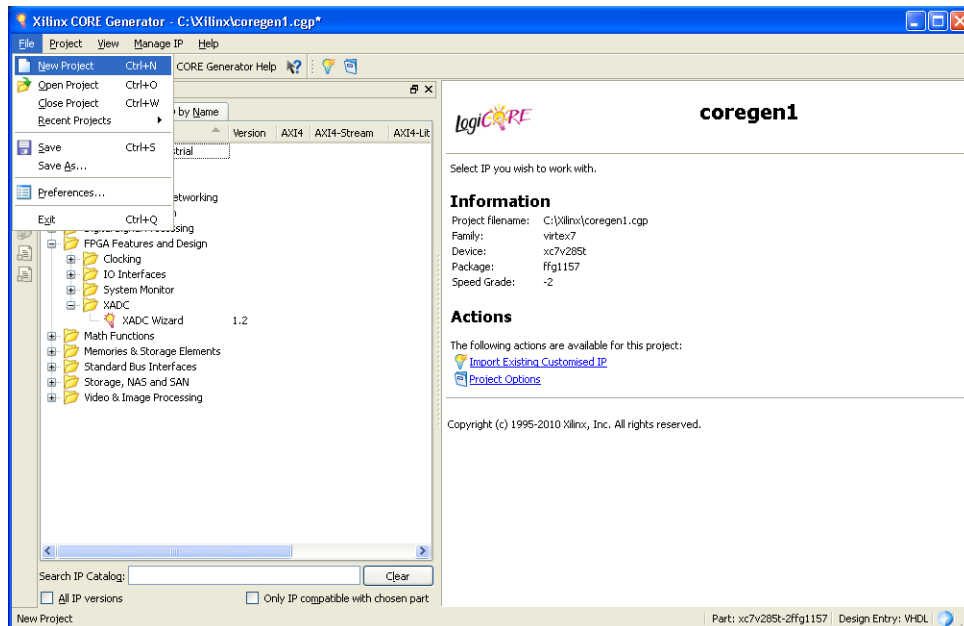 Xilinx CORE Generator - C:\Xilinx\coregen.cgp*
File Project View Manage IP Help
New Project Ctrl+N
CORE Generator Help
Open Project Ctrl+O
Close Project Ctrl+W
by Name
Recent Projects
Version AXI4 AXI4-Stream AXI4-Lit
Save Ctrl+S
strial
Save As...
Preferences...
etworking
Exit Ctrl+Q
FPGA Features and Design
Clocking
IO Interfaces
System Monitor
XADC
XADC Wizard 1.2
Math Functions
Memories & Storage Elements
Standard Bus Interfaces
Storage, NAS and SAN
Video & Image Processing
Search IP Catalog: Clear
All IP versions Only IP compatible with chosen part
logiCORE
coregen1
Select IP you wish to work with.
Information
Project filename: C:\Xilinx\coregen1.cgp
Family: virtex7
Device: xc7v285t
Package: ffg1157
Speed Grade: -2
Actions
The following actions are available for this project:
Import Existing Customised IP
Project Options
Copyright (c) 1995-2010 Xilinx, Inc. All rights reserved.
New Project Part: xc7v285t-2ffg1157 Design Entry: VHDL